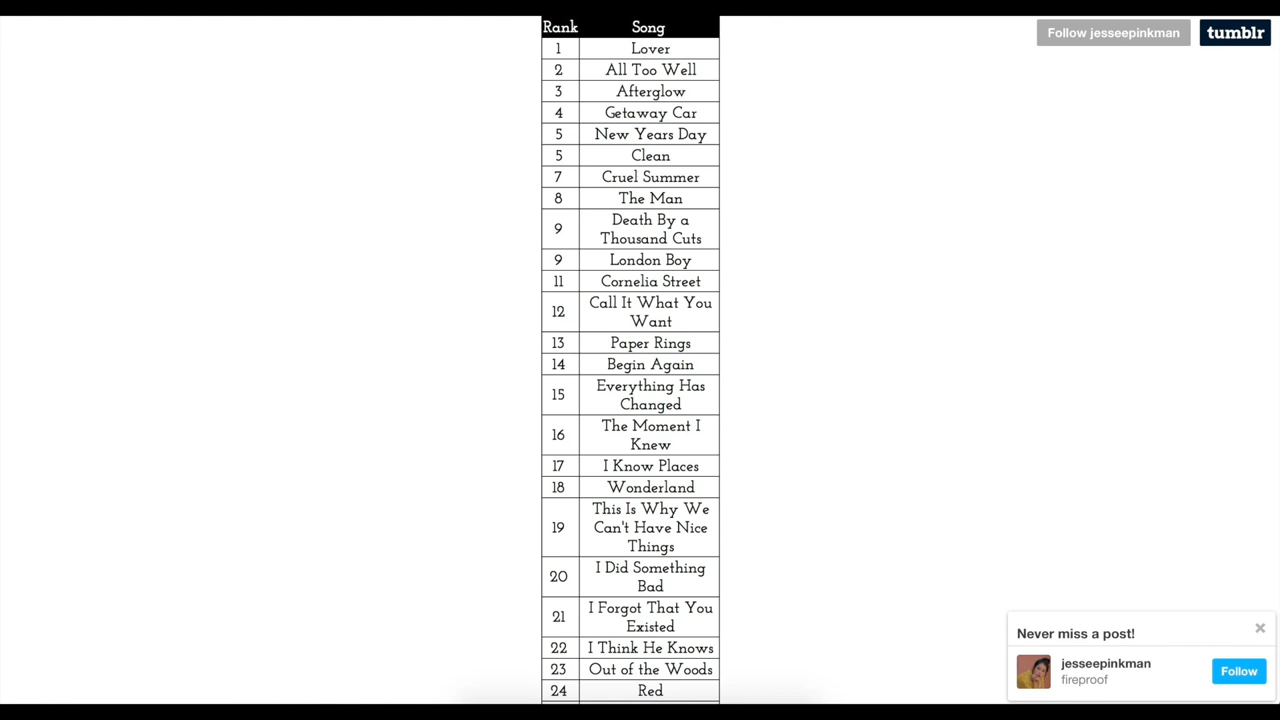 Rank Song
1 Lover
2 All Too Well
3 Afterglow
4 Getaway Car
5 New Years Day
5 Clean
7 Cruel Summer
8 The Man
9 Death By a
Thousand Cuts
9 London Boy
11 Cornelia Street
12 Call It What You
Want
13 Paper Rings
14 Begin Again
15 Everything Has
Changed
16 The Moment I
Knew
17 I Know Places
18 Wonderland
19 This Is Why We
Can't Have Nice
Things
20 I Did Something
Bad
21 I Forgot That You
Existed
22 I Think He Knows
23 Out of the Woods
24 Red
Follow jesseepinkman
tumblr
Never miss a post!
jesseepinkman
fireproof
Follow